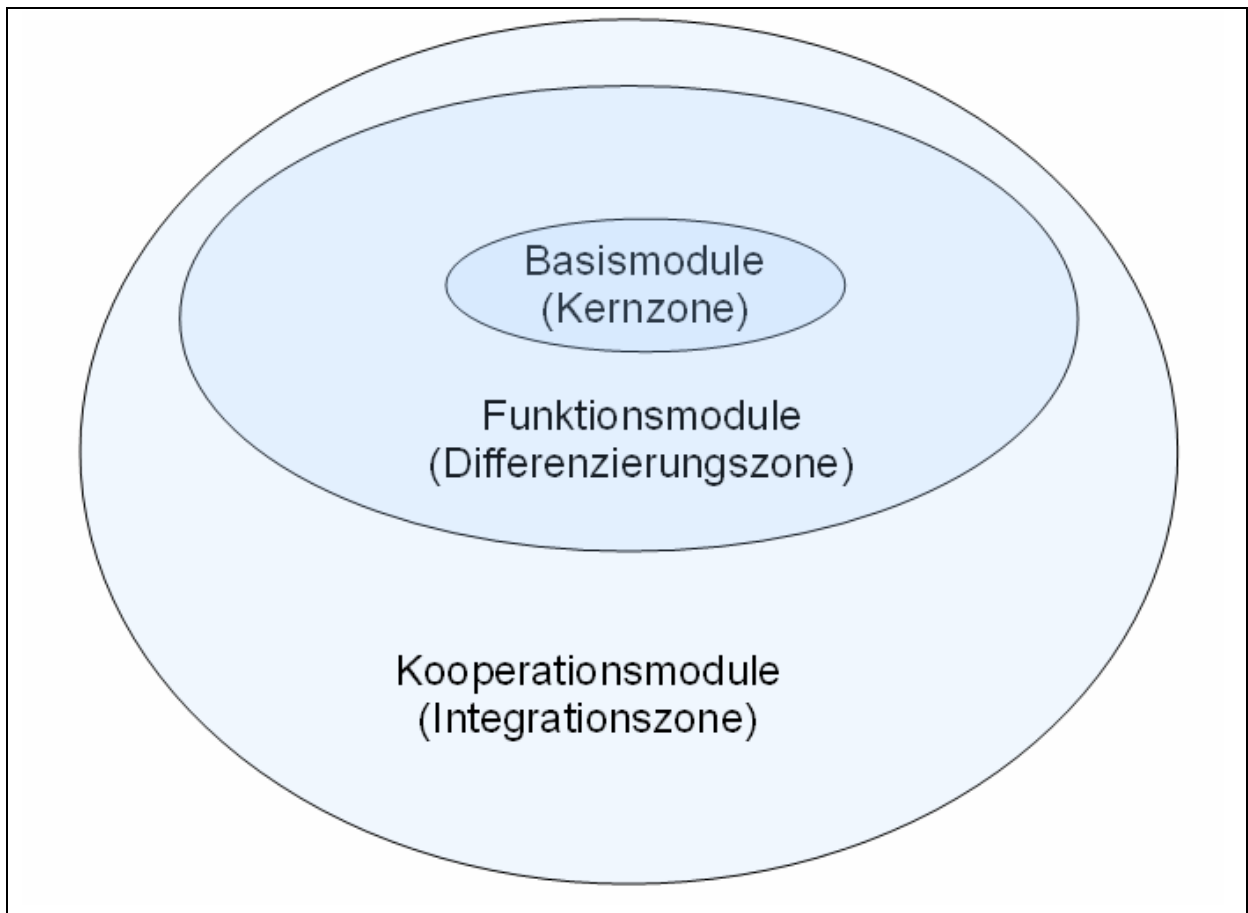 Basismodule
(Kernzone)
Funktionsmodule
(Differenzierungszone)
Kooperationsmodule
(Integrationszone)